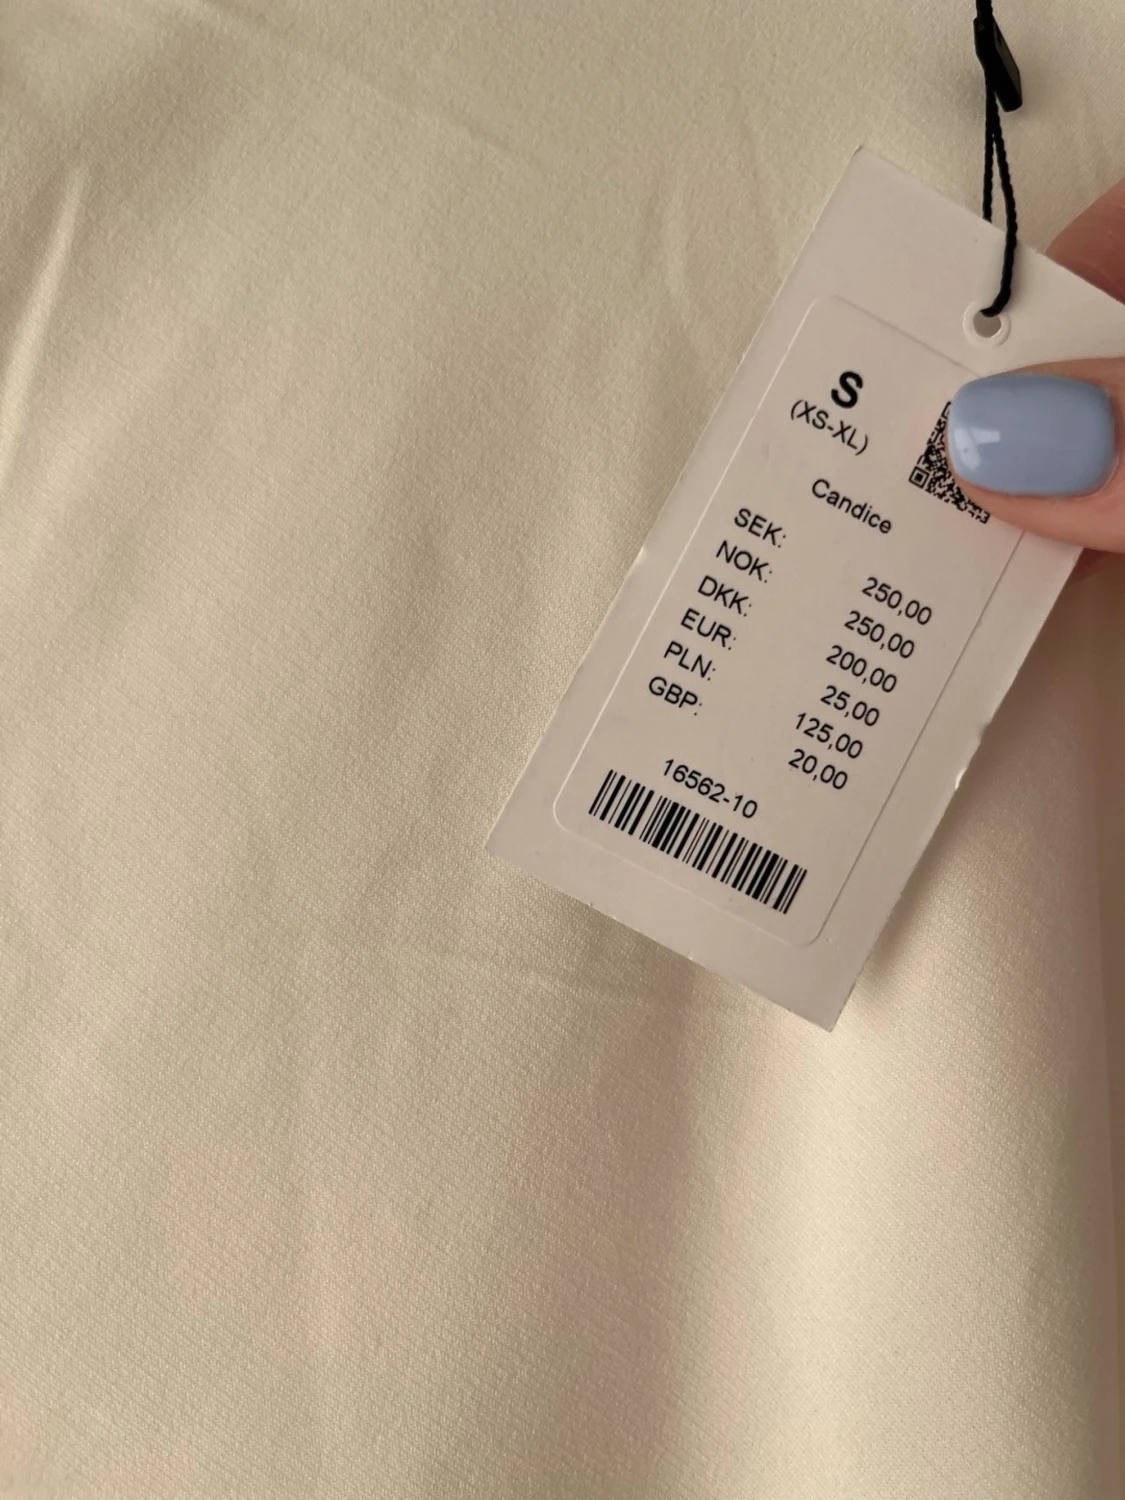 S
(XS-XL)
Candice
SEK: 250,00
NOK: 250,00
DKK: 200,00
EUR: 25,00
PLN: 125,00
GBP: 20,00
16562-10